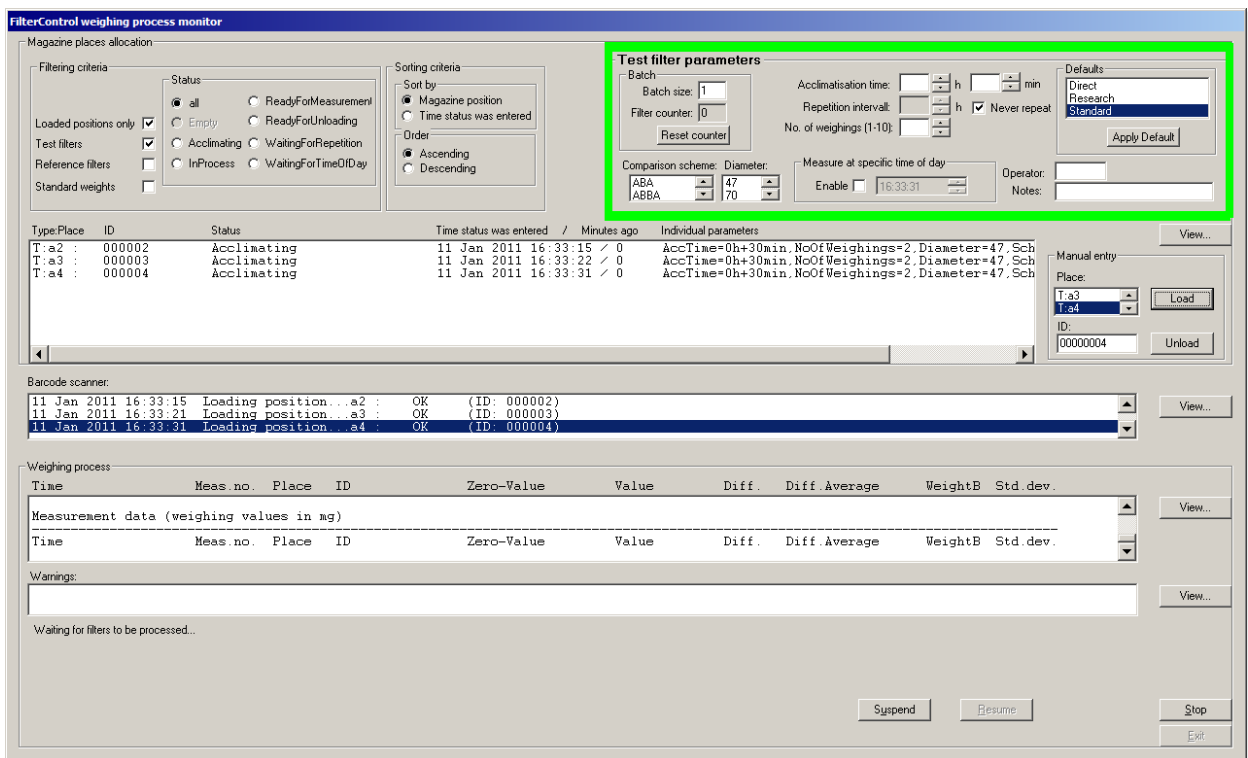 FilterControl weighing process monitor
Magazine places allocation
Filtering criteria
Loaded positions only
Test filters
Reference filters
Standard weights
Status
all
ReadyForMeasurement
Empty
ReadyForUnloading
Acclimating
WaitingForRepetition
InProcess
WaitingForTimeOfDay
Sorting criteria
Sort by
Magazine position
Time status was entered
Order
Ascending
Descending
Test filter parameters
Batch
Batch size: 1
Filter counter: 0
Reset counter
Acclimatisation time: h min
Repetition intervall: h Never repeat
No. of weighings (1-10):
Defaults
Direct
Research
Standard
Apply Default
Comparison scheme: Diameter:
ABA 47
ABBA 70
Measure at specific time of day
Enable 16:33:31
Operator:
Notes:
Type:Place ID Status Time status was entered / Minutes ago Individual parameters
T:a2 : 000002 Acclimating 11 Jan 2011 16:33:15 / 0 AccTime=0h+30min,NoOfWeighings=2,Diameter=47,Sch
T:a3 : 000003 Acclimating 11 Jan 2011 16:33:22 / 0 AccTime=0h+30min,NoOfWeighings=2,Diameter=47,Sch
T:a4 : 000004 Acclimating 11 Jan 2011 16:33:31 / 0 AccTime=0h+30min,NoOfWeighings=2,Diameter=47,Sch
View...
Manual entry
Place:
T:a3
T:a4
Load
ID:
00000004
Unload
Barcode scanner:
11 Jan 2011 16:33:15 Loading position...a2 : OK (ID: 000002)
11 Jan 2011 16:33:21 Loading position...a3 : OK (ID: 000003)
11 Jan 2011 16:33:31 Loading position...a4 : OK (ID: 000004)
View...
Weighing process
Time Meas.no. Place ID Zero-Value Value Diff. Diff.Average WeightB Std.dev.
Measurement data (weighing values in mg)
Time Meas.no. Place ID Zero-Value Value Diff. Diff.Average WeightB Std.dev.
View...
Warnings:
View...
Waiting for filters to be processed...
Suspend
Resume
Stop
Exit